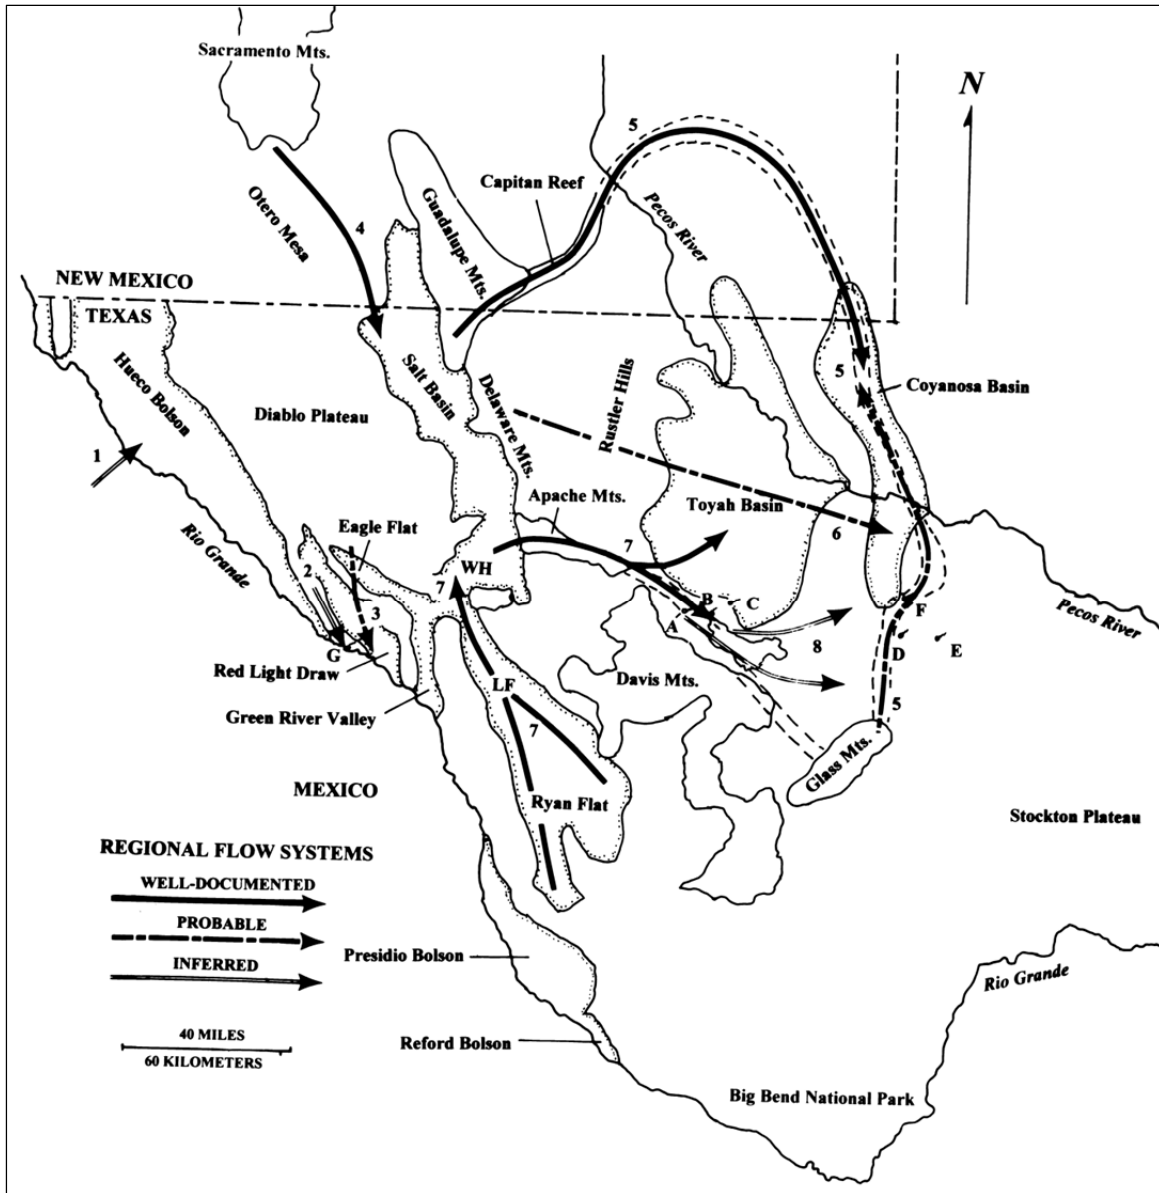 Sacramento Mts.
N
5
Capitan Reef
Otero Mesa
4
Guadalupe Mts.
Pecos River
NEW MEXICO
TEXAS
Hueco Bolson
Salt Basin
Delaware Mts.
Rustler Hills
5
Coyanosa Basin
Diablo Plateau
1
Apache Mts.
Toyah Basin
Rio Grande
Eagle Flat
6
7
WH
2
7
3
B
C
A
F
Pecos River
G
8
D
E
Red Light Draw
LF
Davis Mts.
Green River Valley
7
5
Glass Mts.
MEXICO
Ryan Flat
Stockton Plateau
REGIONAL FLOW SYSTEMS
WELL-DOCUMENTED
PROBABLE
INFERRED
Presidio Bolson
Rio Grande
40 MILES
60 KILOMETERS
Reford Bolson
Big Bend National Park